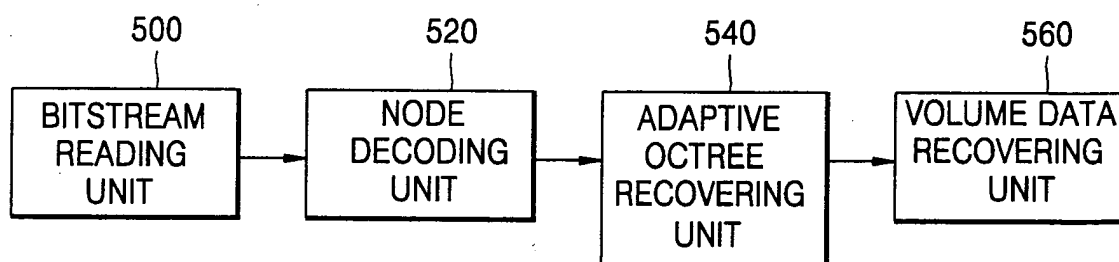 500
520
540
560
BITSTREAM
READING
UNIT
NODE
DECODING
UNIT
ADAPTIVE
OCTREE
RECOVERING
UNIT
VOLUME DATA
RECOVERING
UNIT